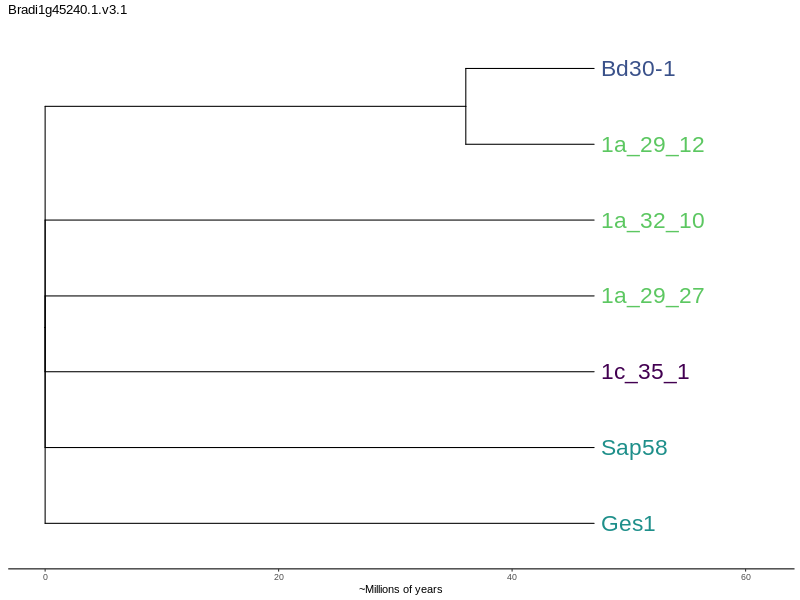 Bradi1g45240.1.v3.1
Bd30-1
1a_29_12
1a_32_10
1a_29_27
1c_35_1
Sap58
Ges1
0 20 40 60
~Millions of years